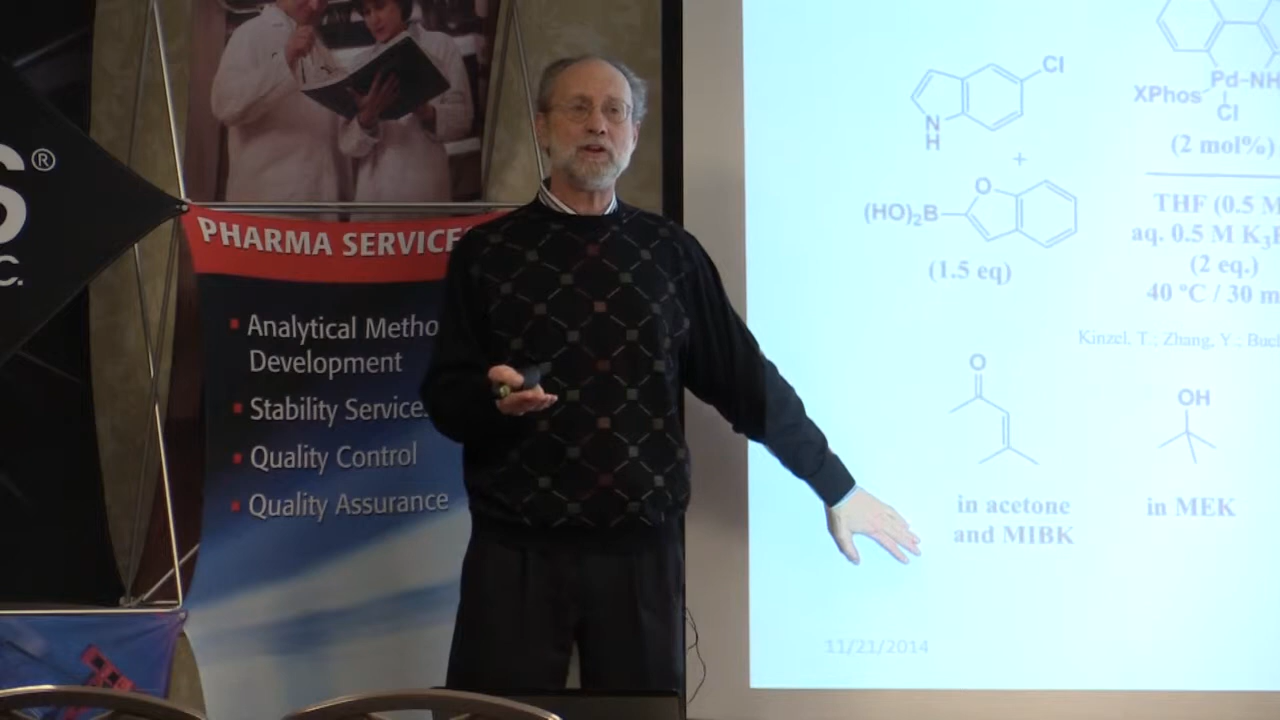 S®
C.
PHARMA SERVICE
Analytical Metho
Development
Stability Services
Quality Control
Quality Assurance
Cl
N
H
+
(HO)₂B
O
(1.5 eq)
XPhos
Pd–NH
Cl
(2 mol%)
THF (0.5 M
aq. 0.5 M K₃P
(2 eq.)
40 °C / 30 m
Kinzel, T.; Zhang, Y.; Buc
O
OH
in acetone
and MIBK
in MEK
11/21/2014